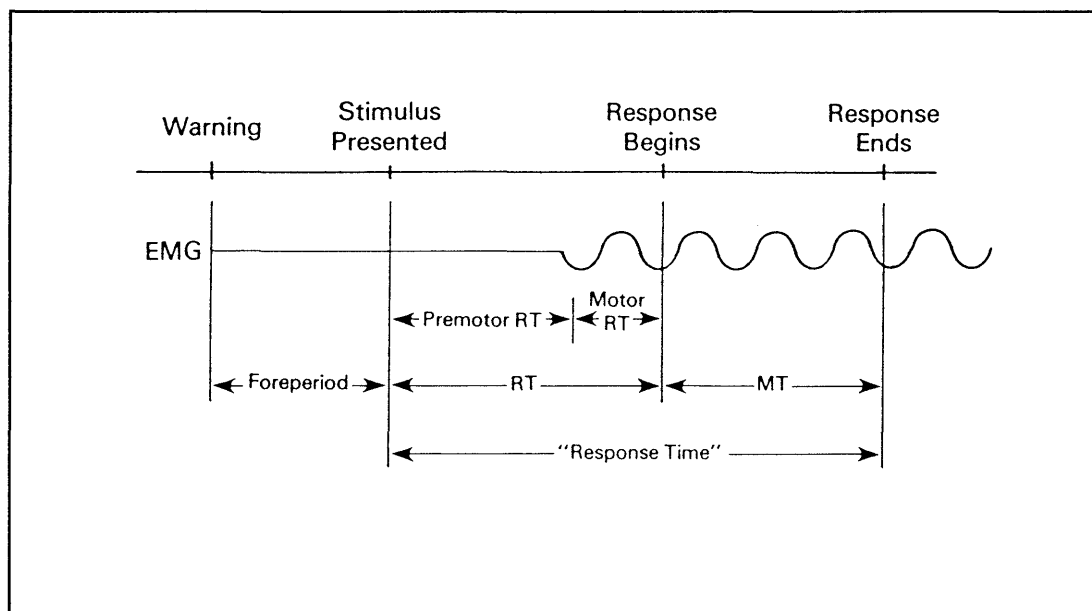 Warning
Stimulus
Presented
Response
Begins
Response
Ends
EMG
Premotor RT
Motor
RT
Foreperiod
RT
MT
"Response Time"